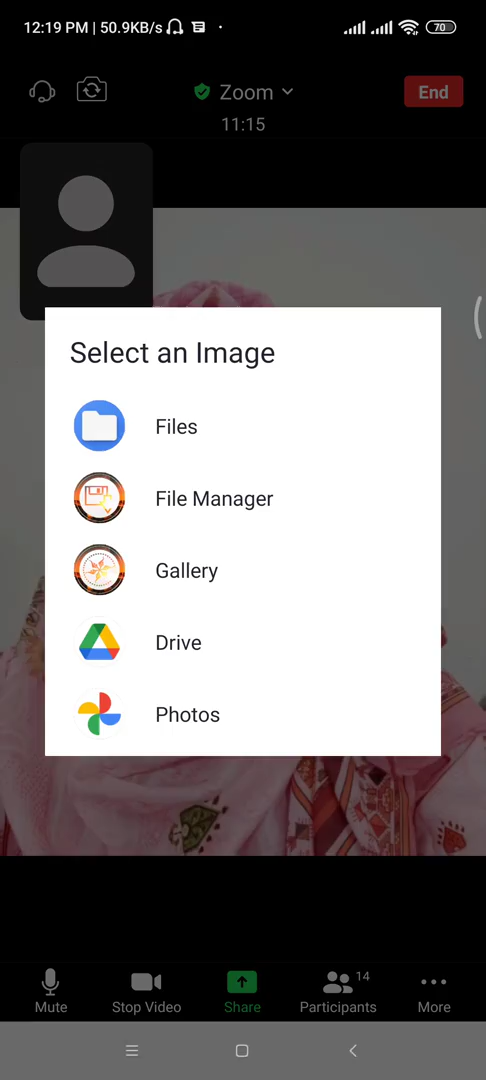 12:19 PM | 50.9KB/s
70
Zoom
End
11:15
Select an Image
Files
File Manager
Gallery
Drive
Photos
14
Mute
Stop Video
Share
Participants
More